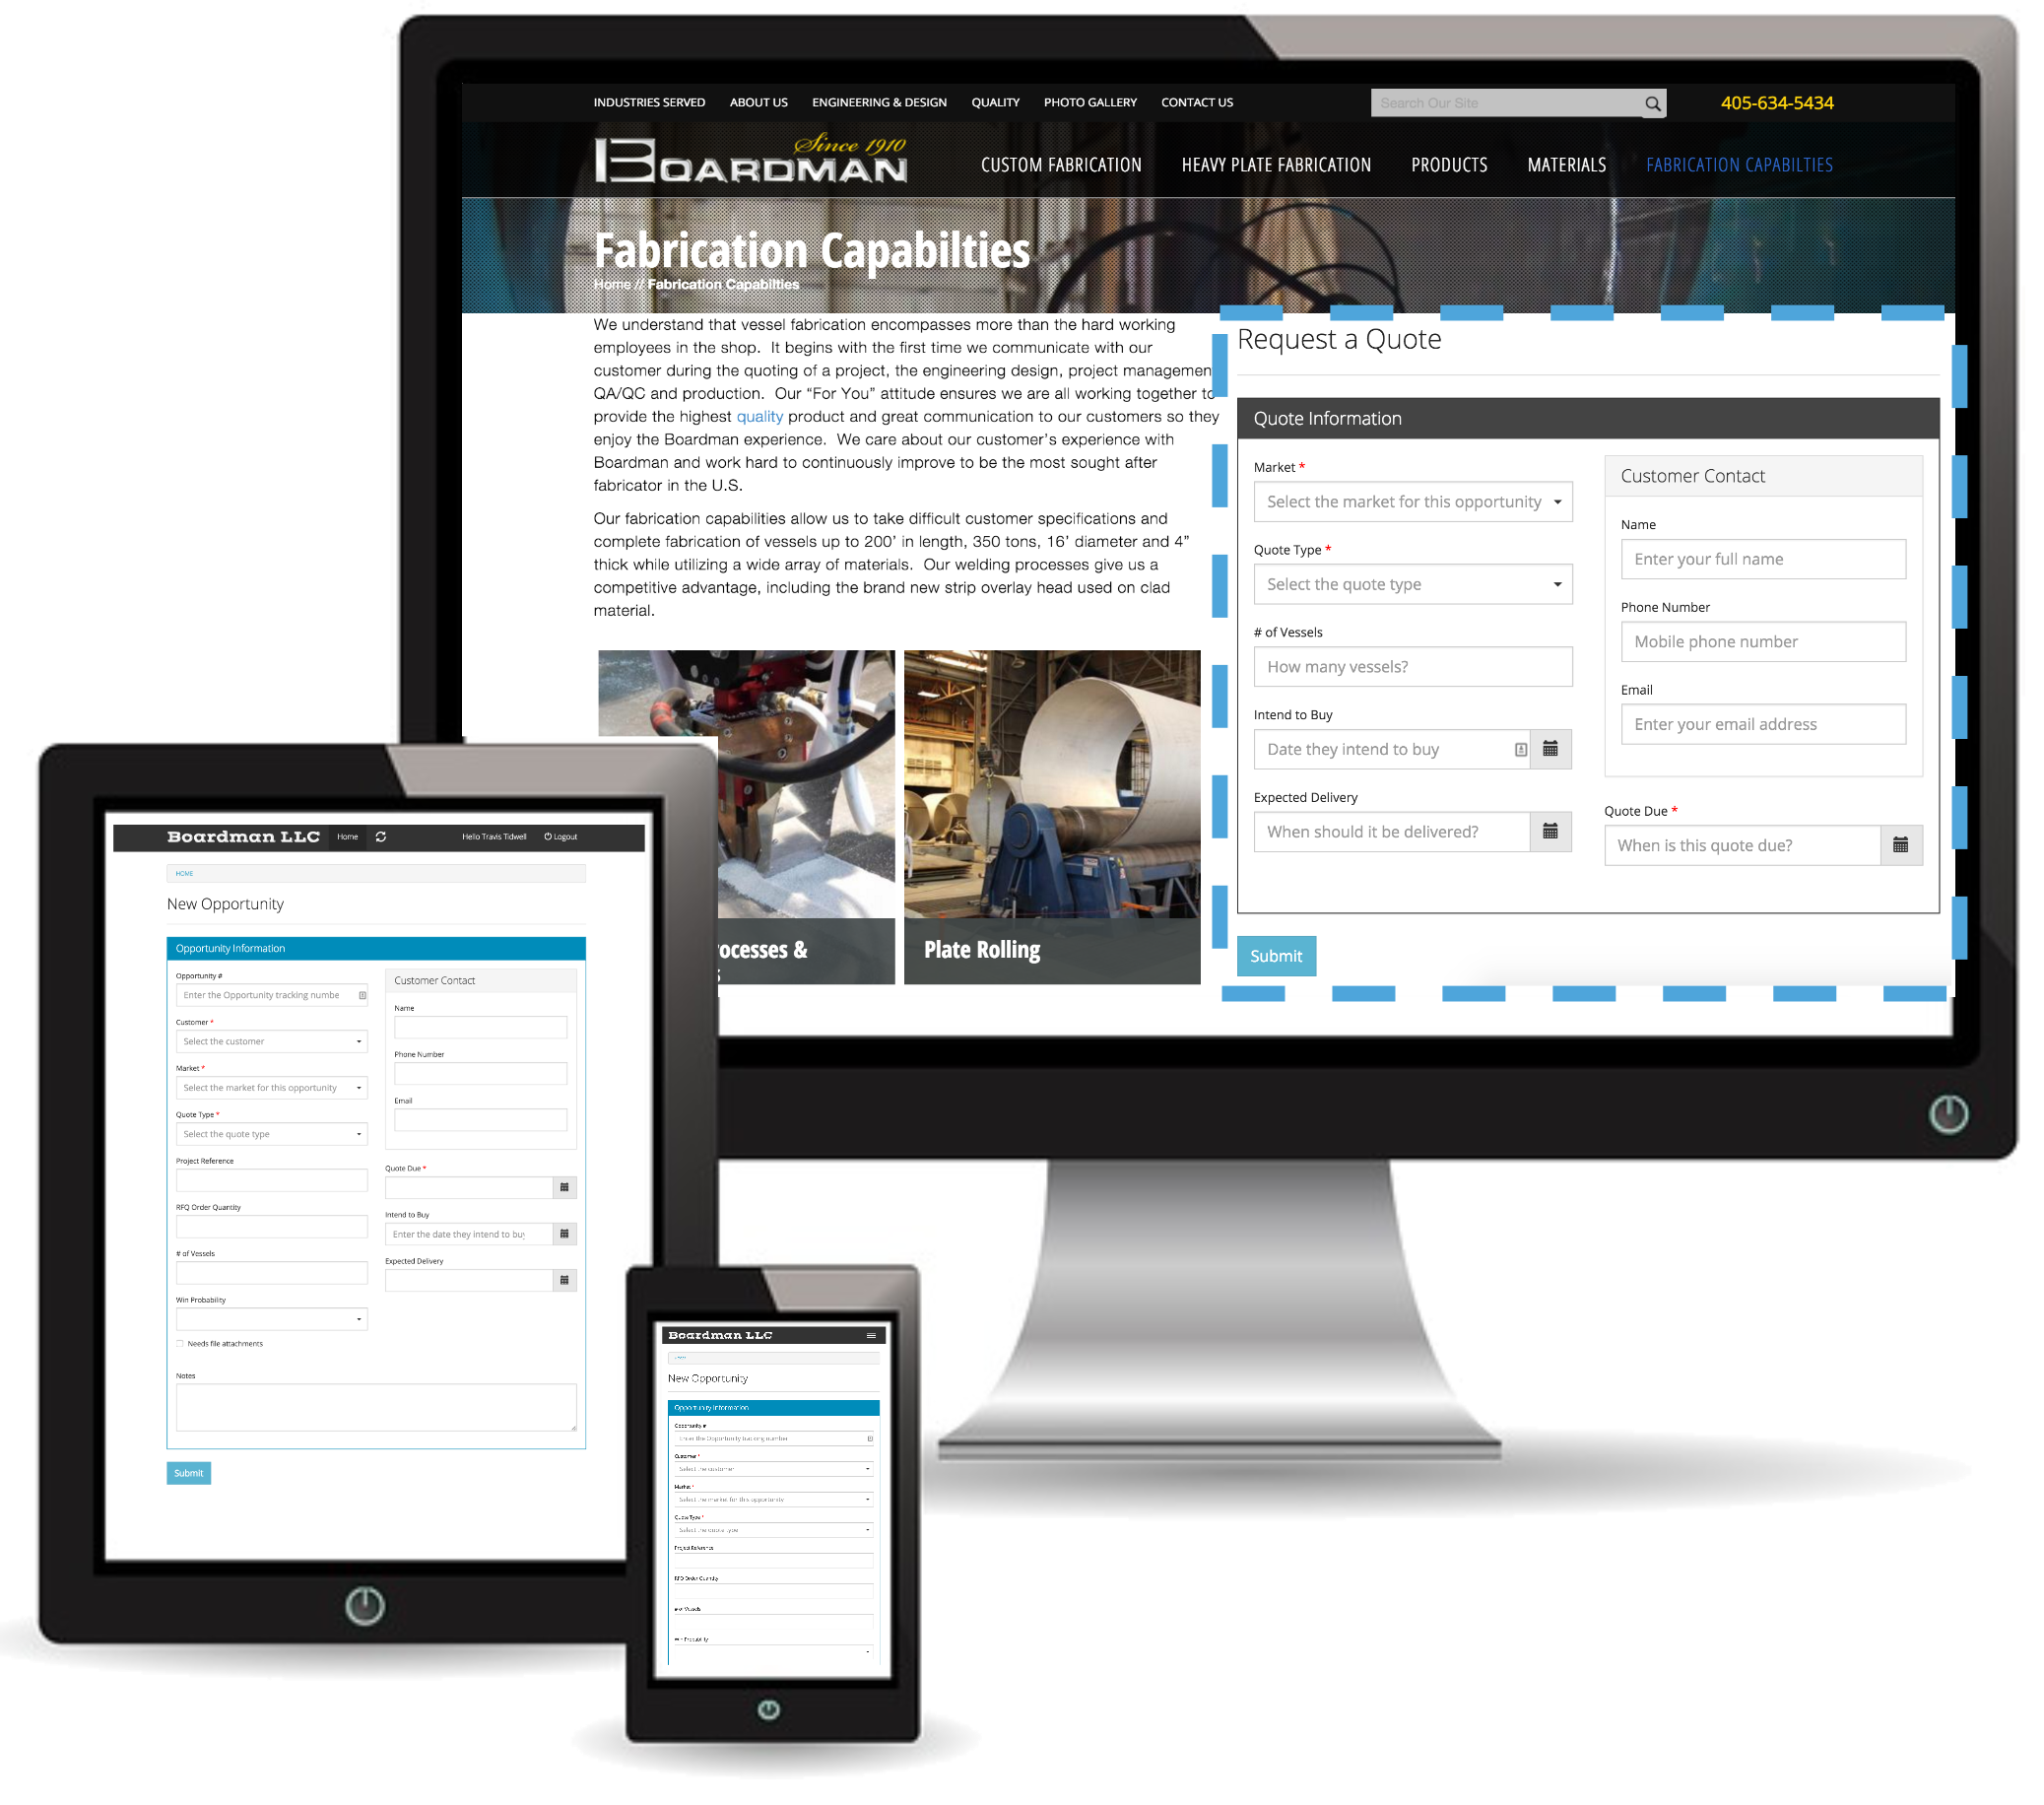 INDUSTRIES SERVED ABOUT US ENGINEERING & DESIGN QUALITY PHOTO GALLERY CONTACT US Search Our Site 405-634-5434
Since 1910
BOARDMAN CUSTOM FABRICATION HEAVY PLATE FABRICATION PRODUCTS MATERIALS FABRICATION CAPABILTIES
Fabrication Capabilties
Home // Fabrication Capabilties
We understand that vessel fabrication encompasses more than the hard working
employees in the shop. It begins with the first time we communicate with our
customer during the quoting of a project, the engineering design, project managemen
QA/QC and production. Our “For You” attitude ensures we are all working together to
provide the highest quality product and great communication to our customers so they
enjoy the Boardman experience. We care about our customer’s experience with
Boardman and work hard to continuously improve to be the most sought after
fabricator in the U.S.
Our fabrication capabilities allow us to take difficult customer specifications and
complete fabrication of vessels up to 200’ in length, 350 tons, 16’ diameter and 4”
thick while utilizing a wide array of materials. Our welding processes give us a
competitive advantage, including the brand new strip overlay head used on clad
material.
ocesses &
Plate Rolling
Request a Quote
Quote Information
Market *
Select the market for this opportunity
Quote Type *
Select the quote type
# of Vessels
How many vessels?
Intend to Buy
Date they intend to buy
Expected Delivery
When should it be delivered?
Customer Contact
Name
Enter your full name
Phone Number
Mobile phone number
Email
Enter your email address
Quote Due *
When is this quote due?
Submit
Boardman LLC Home Hello Travis Tidwell Logout
HOME
New Opportunity
Opportunity Information
Opportunity #
Enter the Opportunity tracking numbe
Customer *
Select the customer
Market *
Select the market for this opportunity
Quote Type *
Select the quote type
Project Reference
RFQ Order Quantity
# of Vessels
Win Probability
Needs file attachments
Notes
Customer Contact
Name
Phone Number
Email
Quote Due *
Intend to Buy
Enter the date they intend to buy
Expected Delivery
Submit
Boardman LLC
New Opportunity
Opportunity Information
Opportunity #
Enter the Opportunity tracking number
Customer *
Select the customer
Market *
Select the market for this opportunity
Quote Type *
Select the quote type
Project Reference
RFQ Order Quantity
# of Vessels
Win Probability